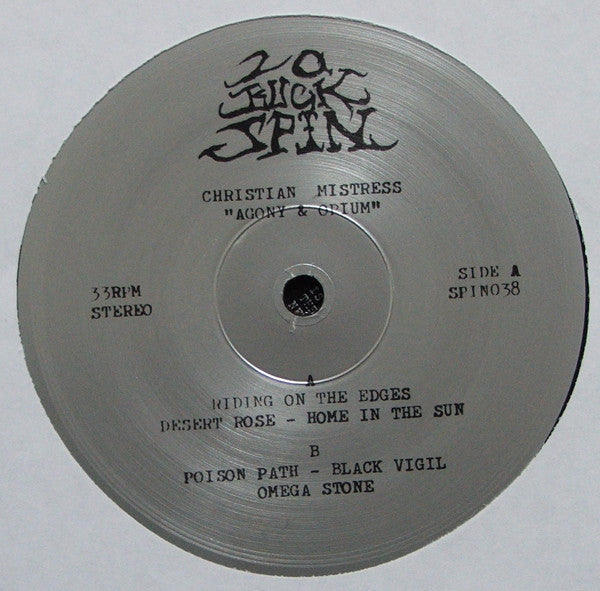 20
BUCK
SPIN
CHRISTIAN MISTRESS
"AGONY & OPIUM"
33RPM
STEREO
SIDE A
SPIN038
A
RIDING ON THE EDGES
DESERT ROSE - HOME IN THE SUN
B
POISON PATH - BLACK VIGIL
OMEGA STONE